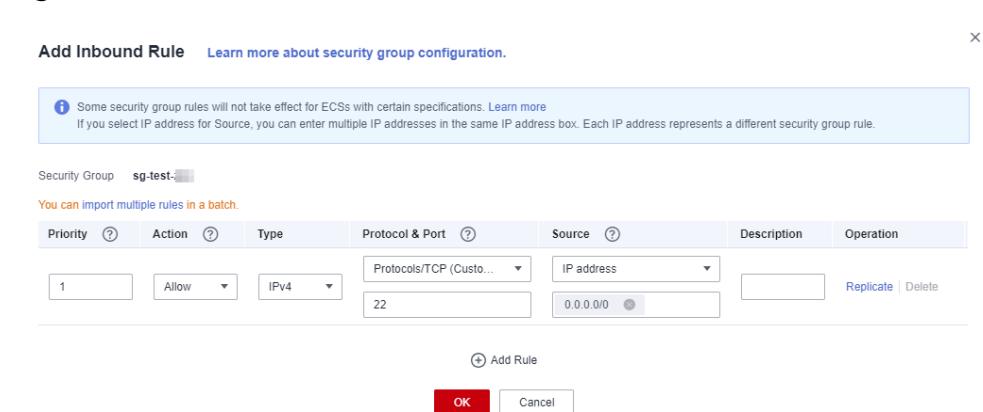 Add Inbound Rule Learn more about security group configuration.
Some security group rules will not take effect for ECSs with certain specifications. Learn more
If you select IP address for Source, you can enter multiple IP addresses in the same IP address box. Each IP address represents a different security group rule.
Security Group sg-test-
You can import multiple rules in a batch.
Priority ? Action ? Type Protocol & Port ? Source ? Description Operation
Protocols/TCP (Custo... IP address
1 Allow IPv4 Replicate Delete
22 0.0.0.0/0
Add Rule
OK Cancel